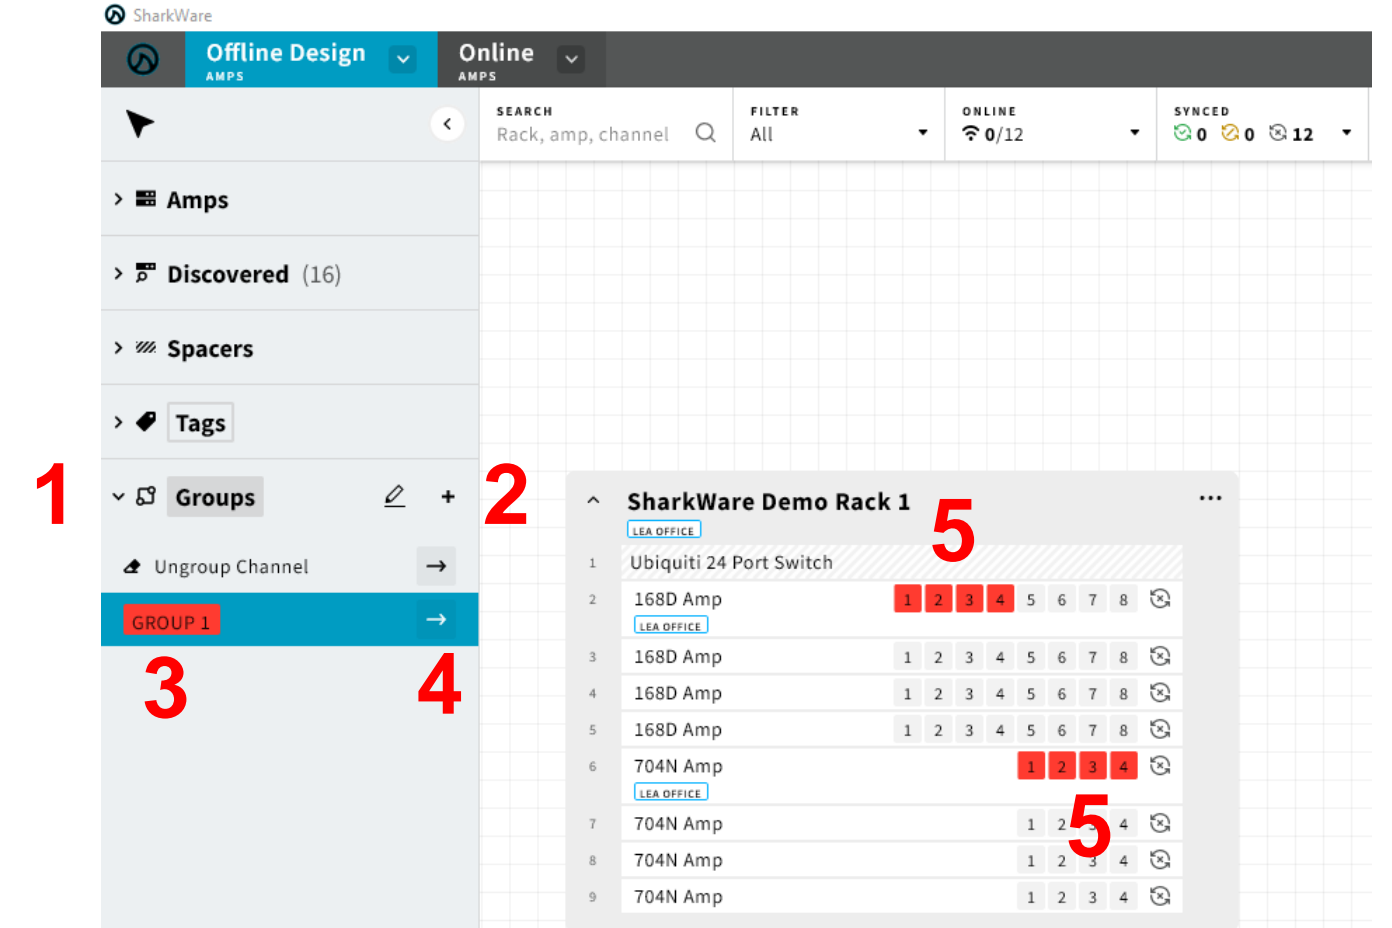 SharkWare
Offline Design
AMPS
Online
AMPS
SEARCH
Rack, amp, channel
FILTER
All
ONLINE
0/12
SYNCED
0 0 12
Amps
Discovered (16)
Spacers
Tags
1
Groups
+
2
Ungroup Channel
GROUP 1
3
4
SharkWare Demo Rack 1
5
LEA OFFICE
1 Ubiquiti 24 Port Switch
2 168D Amp 1 2 3 4 5 6 7 8
LEA OFFICE
3 168D Amp 1 2 3 4 5 6 7 8
4 168D Amp 1 2 3 4 5 6 7 8
5 168D Amp 1 2 3 4 5 6 7 8
6 704N Amp 1 2 3 4
LEA OFFICE
5
7 704N Amp 1 2 3 4
8 704N Amp 1 2 3 4
9 704N Amp 1 2 3 4